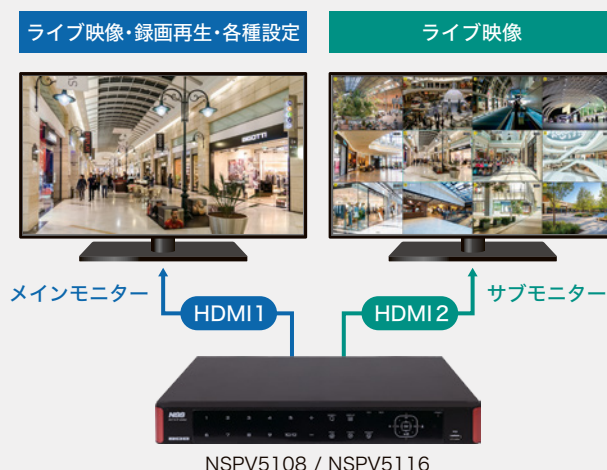 ライブ映像・録画再生・各種設定
ライブ映像
BIGOTTI
メインモニター
HDMI1
HDMI2
サブモニター
NSPV5108 / NSPV5116